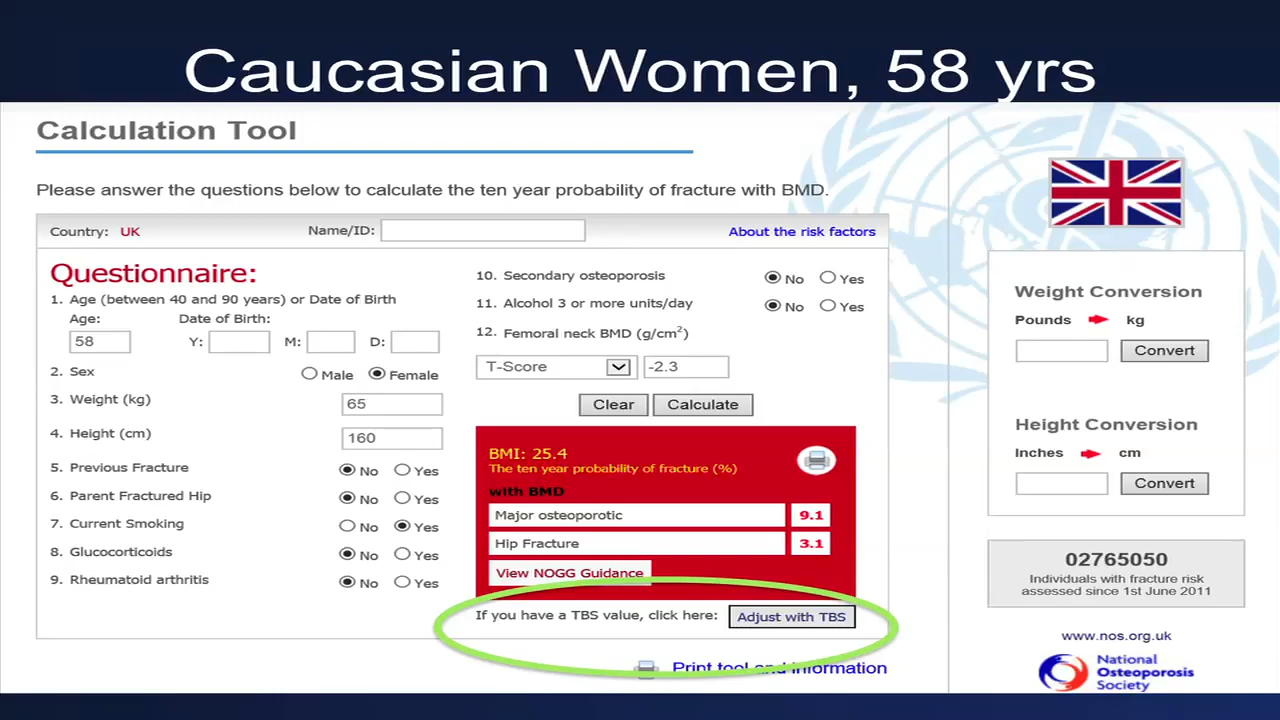 Caucasian Women, 58 yrs
Calculation Tool
Please answer the questions below to calculate the ten year probability of fracture with BMD.
Country: UK Name/ID: About the risk factors
Questionnaire:
1. Age (between 40 and 90 years) or Date of Birth
Age: Date of Birth:
58 Y: M: D:
2. Sex Male Female
3. Weight (kg) 65
4. Height (cm) 160
5. Previous Fracture No Yes
6. Parent Fractured Hip No Yes
7. Current Smoking No Yes
8. Glucocorticoids No Yes
9. Rheumatoid arthritis No Yes
10. Secondary osteoporosis No Yes
11. Alcohol 3 or more units/day No Yes
12. Femoral neck BMD (g/cm²)
T-Score -2.3
Clear Calculate
BMI: 25.4
The ten year probability of fracture (%)
with BMD
Major osteoporotic 9.1
Hip Fracture 3.1
View NOGG Guidance
If you have a TBS value, click here: Adjust with TBS
Print tool and information
Weight Conversion
Pounds kg
Convert
Height Conversion
Inches cm
Convert
02765050
Individuals with fracture risk
assessed since 1st June 2011
www.nos.org.uk
National
Osteoporosis
Society